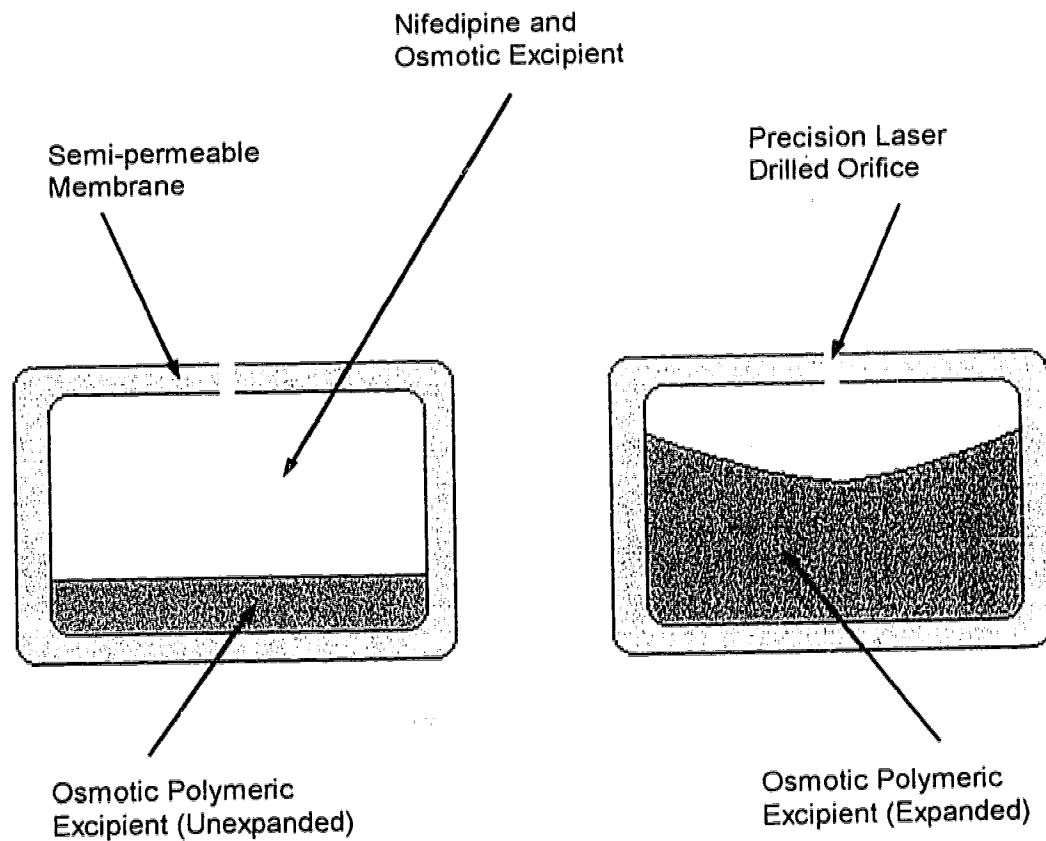 Nifedipine and
Osmotic Excipient
Semi-permeable
Membrane
Precision Laser
Drilled Orifice
Osmotic Polymeric
Excipient (Unexpanded)
Osmotic Polymeric
Excipient (Expanded)